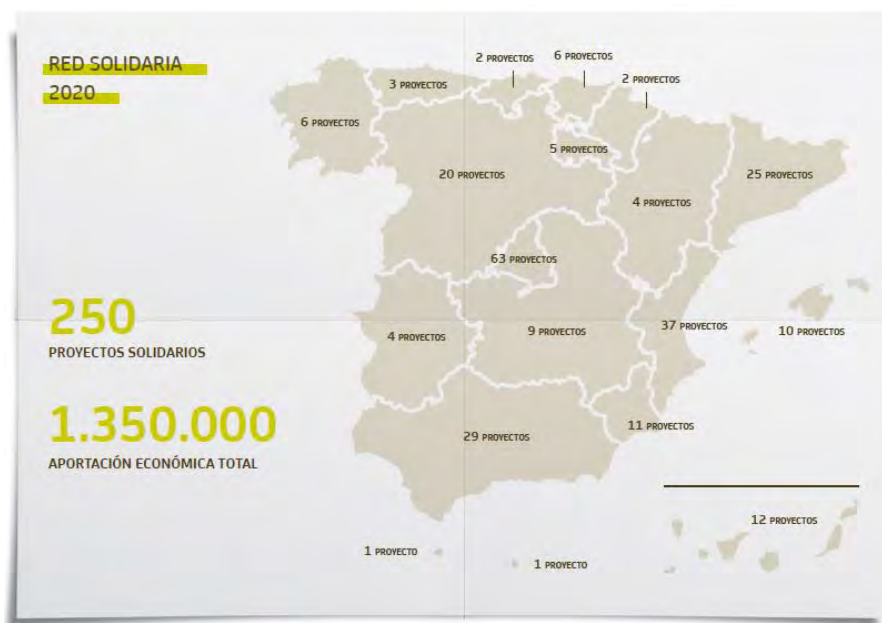 RED SOLIDARIA
2020
2 PROYECTOS
6 PROYECTOS
2 PROYECTOS
3 PROYECTOS
6 PROYECTOS
5 PROYECTOS
20 PROYECTOS
25 PROYECTOS
4 PROYECTOS
63 PROYECTOS
250
PROYECTOS SOLIDARIOS
4 PROYECTOS
9 PROYECTOS
37 PROYECTOS
10 PROYECTOS
1.350.000
APORTACIÓN ECONÓMICA TOTAL
29 PROYECTOS
11 PROYECTOS
12 PROYECTOS
1 PROYECTO
1 PROYECTO